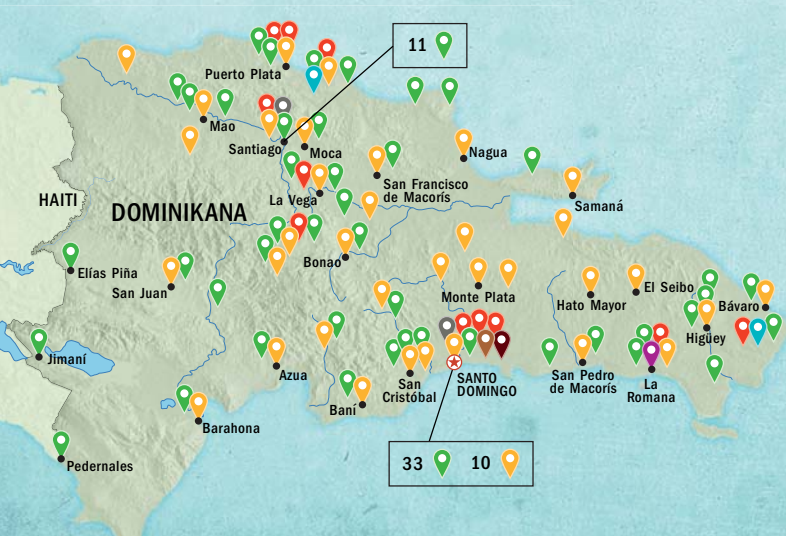 11
Puerto Plata
Mao
Santiago
Moca
Nagua
San Francisco
de Macorís
La Vega
HAITI
DOMINIKANA
Samaná
Bonao
Elías Piña
San Juan
Monte Plata
Hato Mayor
El Seibo
Bávaro
Higüey
Jimaní
Azua
San
Cristóbal
SANTO
DOMINGO
San Pedro
de Macorís
La
Romana
Baní
Barahona
Pedernales
33 10